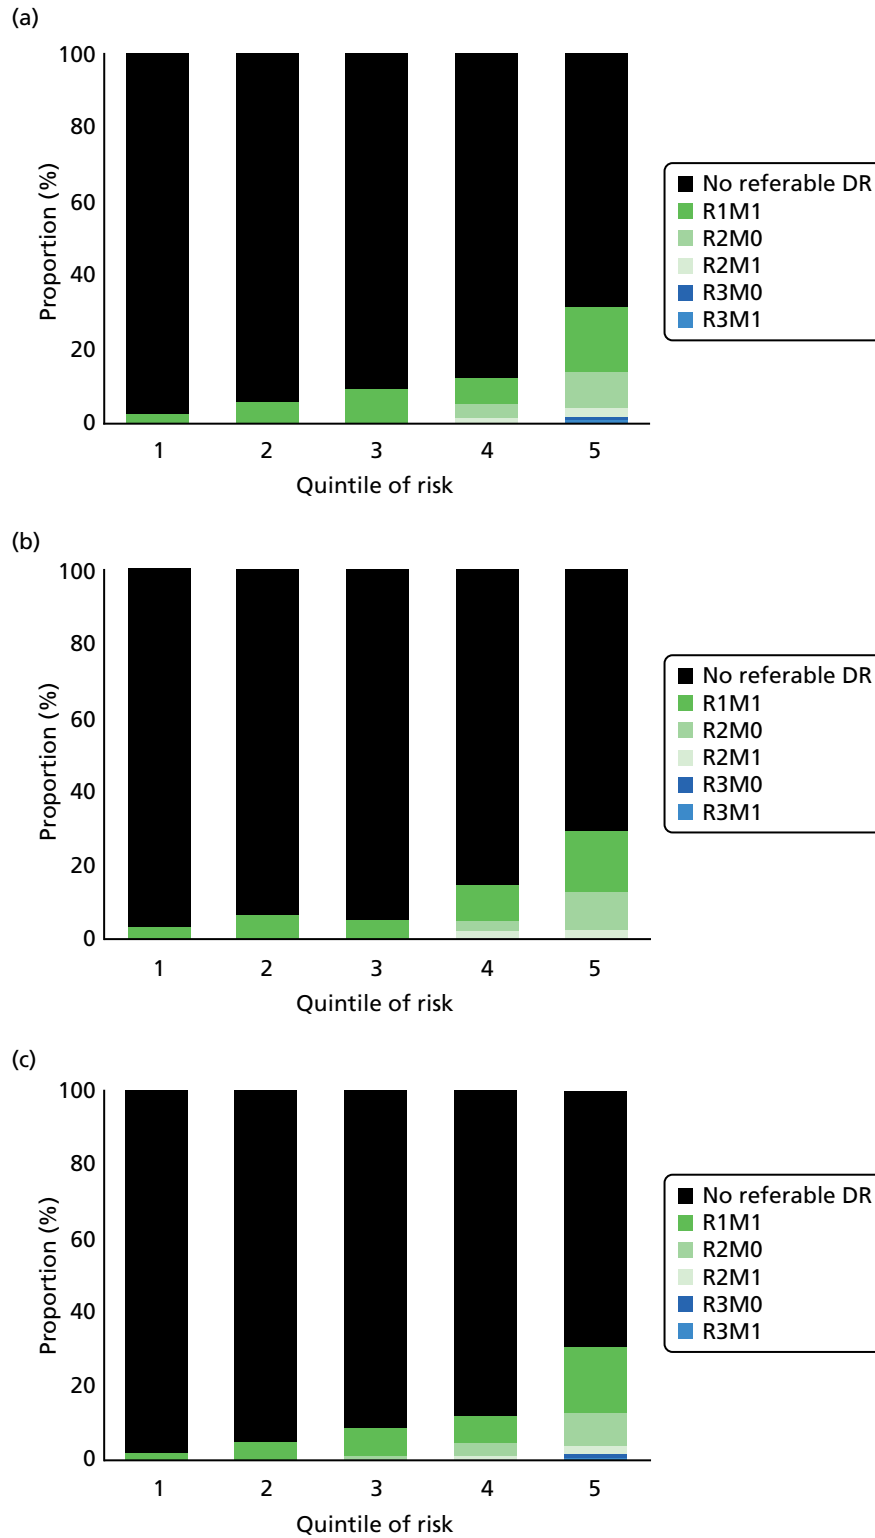 (a)
100
80
60
40
20
0
Proportion (%)
1 2 3 4 5
Quintile of risk
No referable DR
R1M1
R2M0
R2M1
R3M0
R3M1
(b)
100
80
60
40
20
0
Proportion (%)
1 2 3 4 5
Quintile of risk
No referable DR
R1M1
R2M0
R2M1
R3M0
R3M1
(c)
100
80
60
40
20
0
Proportion (%)
1 2 3 4 5
Quintile of risk
No referable DR
R1M1
R2M0
R2M1
R3M0
R3M1